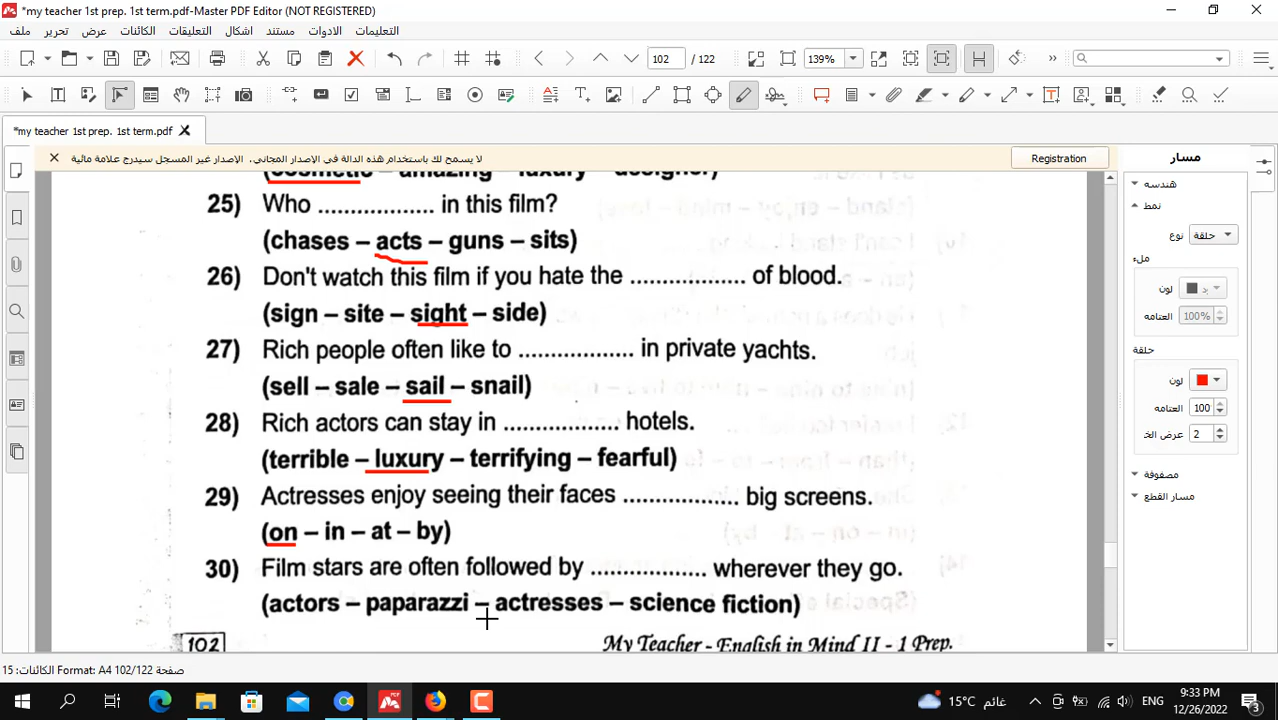 *my teacher 1st prep. 1st term.pdf-Master PDF Editor (NOT REGISTERED)
ملف تحرير عرض الكائنات التعليقات اشكال مستند الادوات التعليمات
102 / 122 139%
*my teacher 1st prep. 1st term.pdf
لا يسمح لك باستخدام هذه الدالة في الإصدار المجاني. الإصدار غير المسجل سيدرج علامة مائية
Registration
(cosmetic – amazing – luxury – designer)
25) Who .................. in this film?
(chases – acts – guns – sits)
26) Don't watch this film if you hate the .................. of blood.
(sign – site – sight – side)
27) Rich people often like to .................. in private yachts.
(sell – sale – sail – snail)
28) Rich actors can stay in .................. hotels.
(terrible – luxury – terrifying – fearful)
29) Actresses enjoy seeing their faces .................. big screens.
(on – in – at – by)
30) Film stars are often followed by .................. wherever they go.
(actors – paparazzi – actresses – science fiction)
102
My Teacher - English in Mind II - 1 Prep.
مسار
هندسه
نمط
نوع حلقة
ملء
لون
العتامه 100%
حلقة
لون
العتامه 100
عرض الخ 2
مصفوفة
مسار القطع
صفحة 102/122 Format: A4 الكائنات: 15
15°C غائم
ENG
9:33 PM
12/26/2022
3